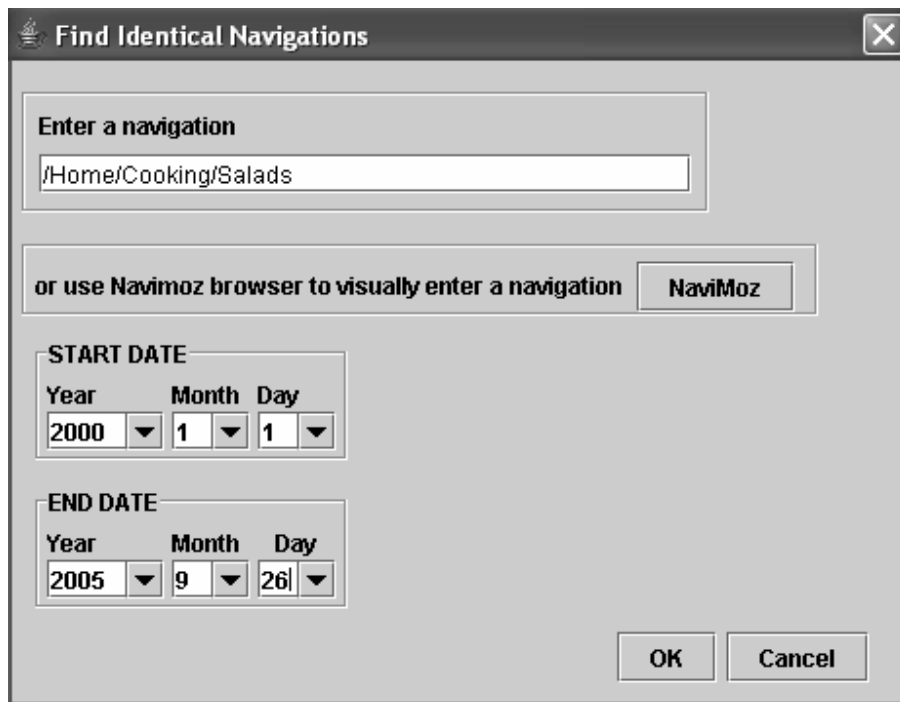 Find Identical Navigations
Enter a navigation
/Home/Cooking/Salads
or use Navimoz browser to visually enter a navigation NaviMoz
START DATE
Year Month Day
2000 1 1
END DATE
Year Month Day
2005 9 26
OK Cancel